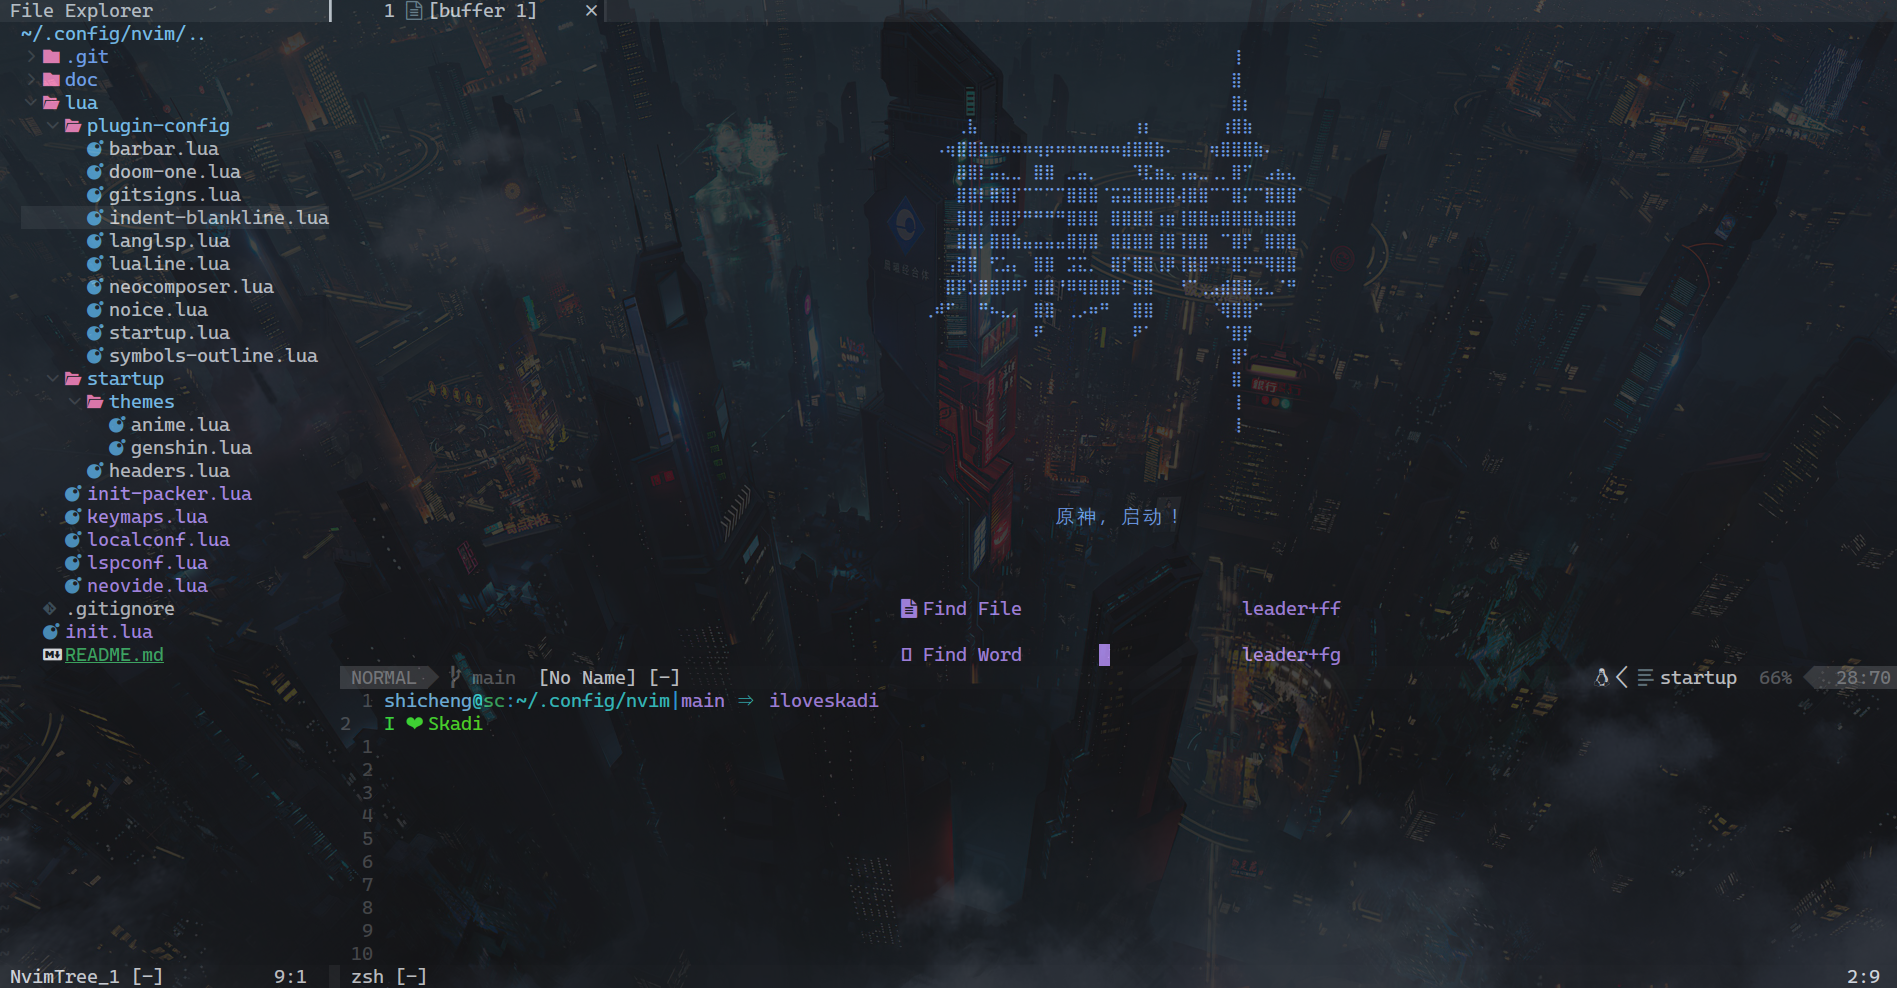 File Explorer
1 [buffer 1] ×
~/.config/nvim/..
.git
doc
lua
plugin-config
barbar.lua
doom-one.lua
gitsigns.lua
indent-blankline.lua
langlsp.lua
lualine.lua
neocomposer.lua
noice.lua
startup.lua
symbols-outline.lua
startup
themes
anime.lua
genshin.lua
headers.lua
init-packer.lua
keymaps.lua
localconf.lua
lspconf.lua
neovide.lua
.gitignore
init.lua
README.md
原神, 启动！
Find File leader+ff
Find Word leader+fg
NORMAL main [No Name] [-] startup 66% 28:70
1 shicheng@sc:~/.config/nvim|main ⇒ iloveskadi
2 I ❤ Skadi
1
2
3
4
5
6
7
8
9
10
NvimTree_1 [-] 9:1 zsh [-] 2:9